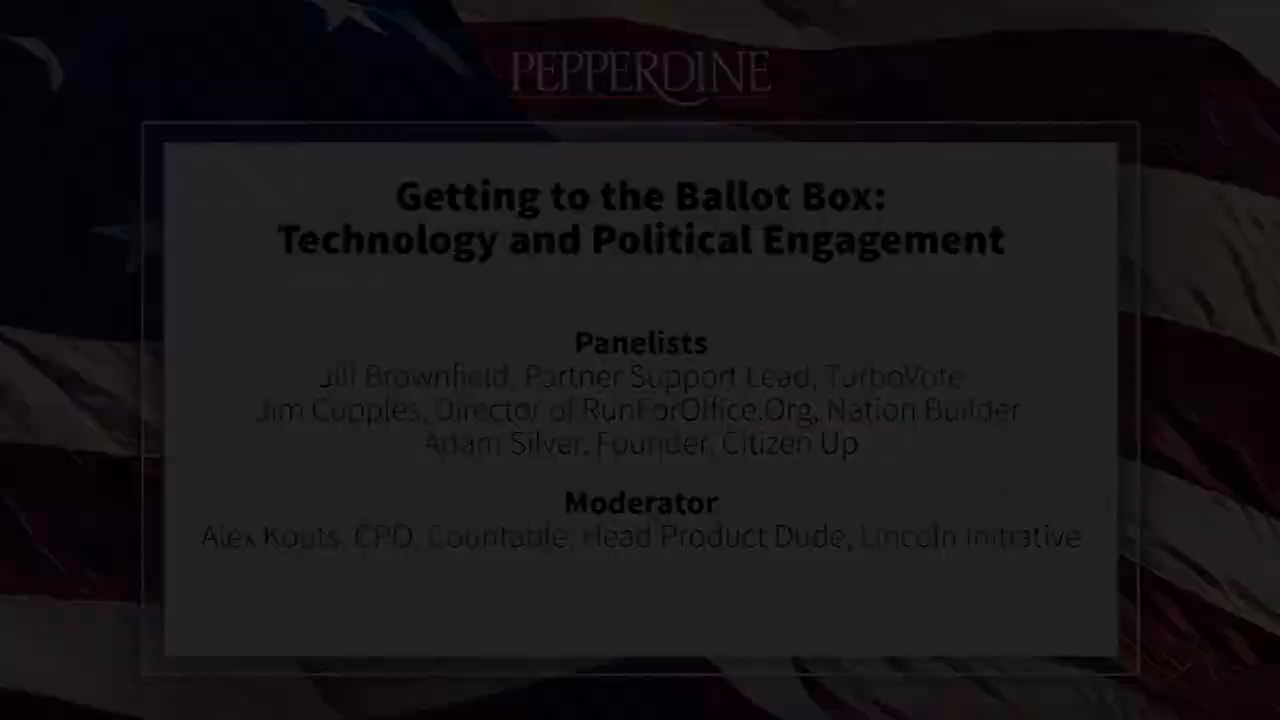 PEPPERDINE
Getting to the Ballot Box:
Technology and Political Engagement
Panelists
Jill Brownfield, Partner Support Lead, TurboVote
Jim Cupples, Director of RunForOffice.Org, Nation Builder
Adam Silver, Founder, Citizen Up
Moderator
Alex Kouts, CPO, Countable; Head Product Dude, Lincoln Initiative